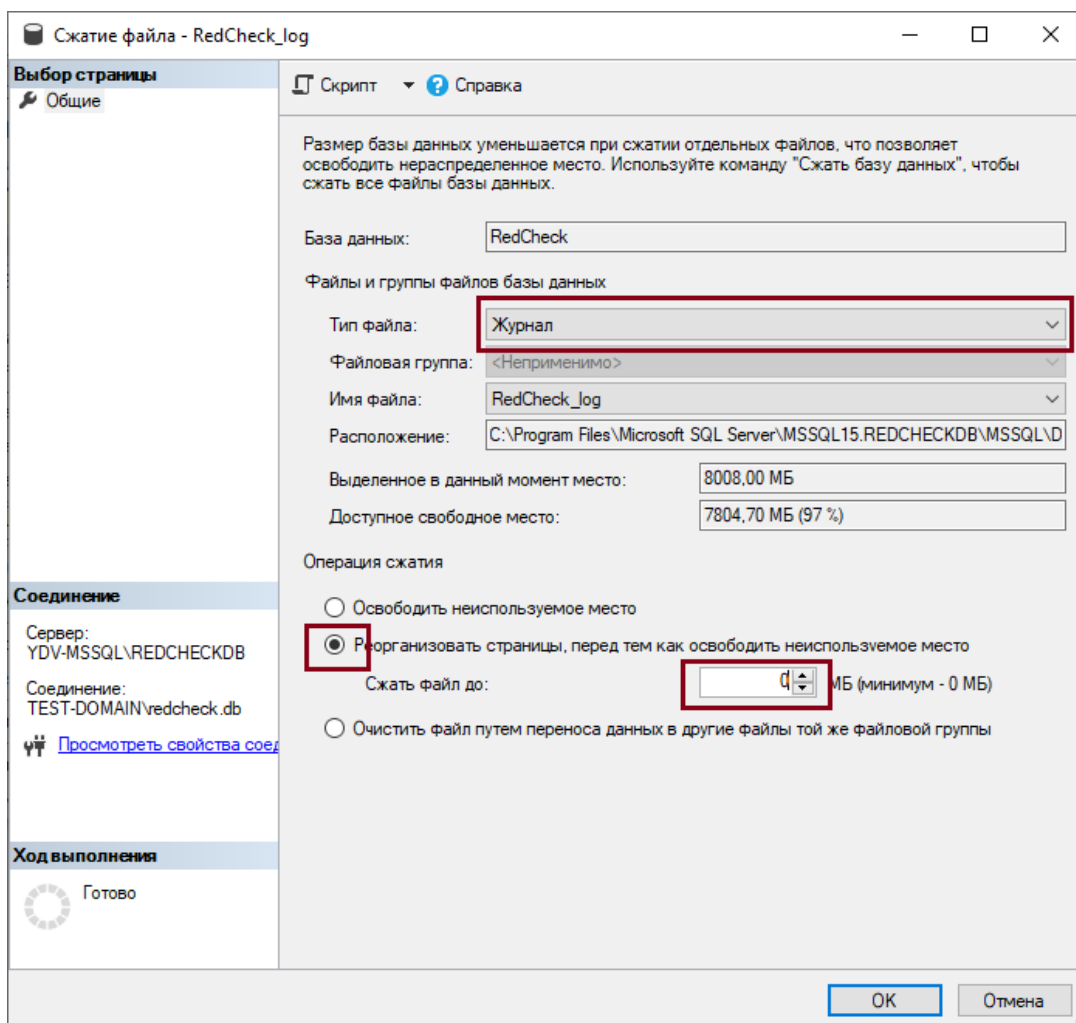 Сжатие файла - RedCheck_log
Выбор страницы
Общие
Скрипт
Справка
Размер базы данных уменьшается при сжатии отдельных файлов, что позволяет
освободить нераспределенное место. Используйте команду "Сжать базу данных", чтобы
сжать все файлы базы данных.
База данных:
RedCheck
Файлы и группы файлов базы данных
Тип файла:
Журнал
Файловая группа:
<Неприменимо>
Имя файла:
RedCheck_log
Расположение:
C:\Program Files\Microsoft SQL Server\MSSQL15.REDCHECKDB\MSSQL\D
Выделенное в данный момент место:
8008,00 МБ
Доступное свободное место:
7804,70 МБ (97 %)
Операция сжатия
Освободить неиспользуемое место
Реорганизовать страницы, перед тем как освободить неиспользуемое место
Сжать файл до:
0
МБ (минимум - 0 МБ)
Очистить файл путем переноса данных в другие файлы той же файловой группы
Соединение
Сервер:
YDV-MSSQL\REDCHECKDB
Соединение:
TEST-DOMAIN\redcheck.db
Просмотреть свойства соед
Ход выполнения
Готово
OK
Отмена